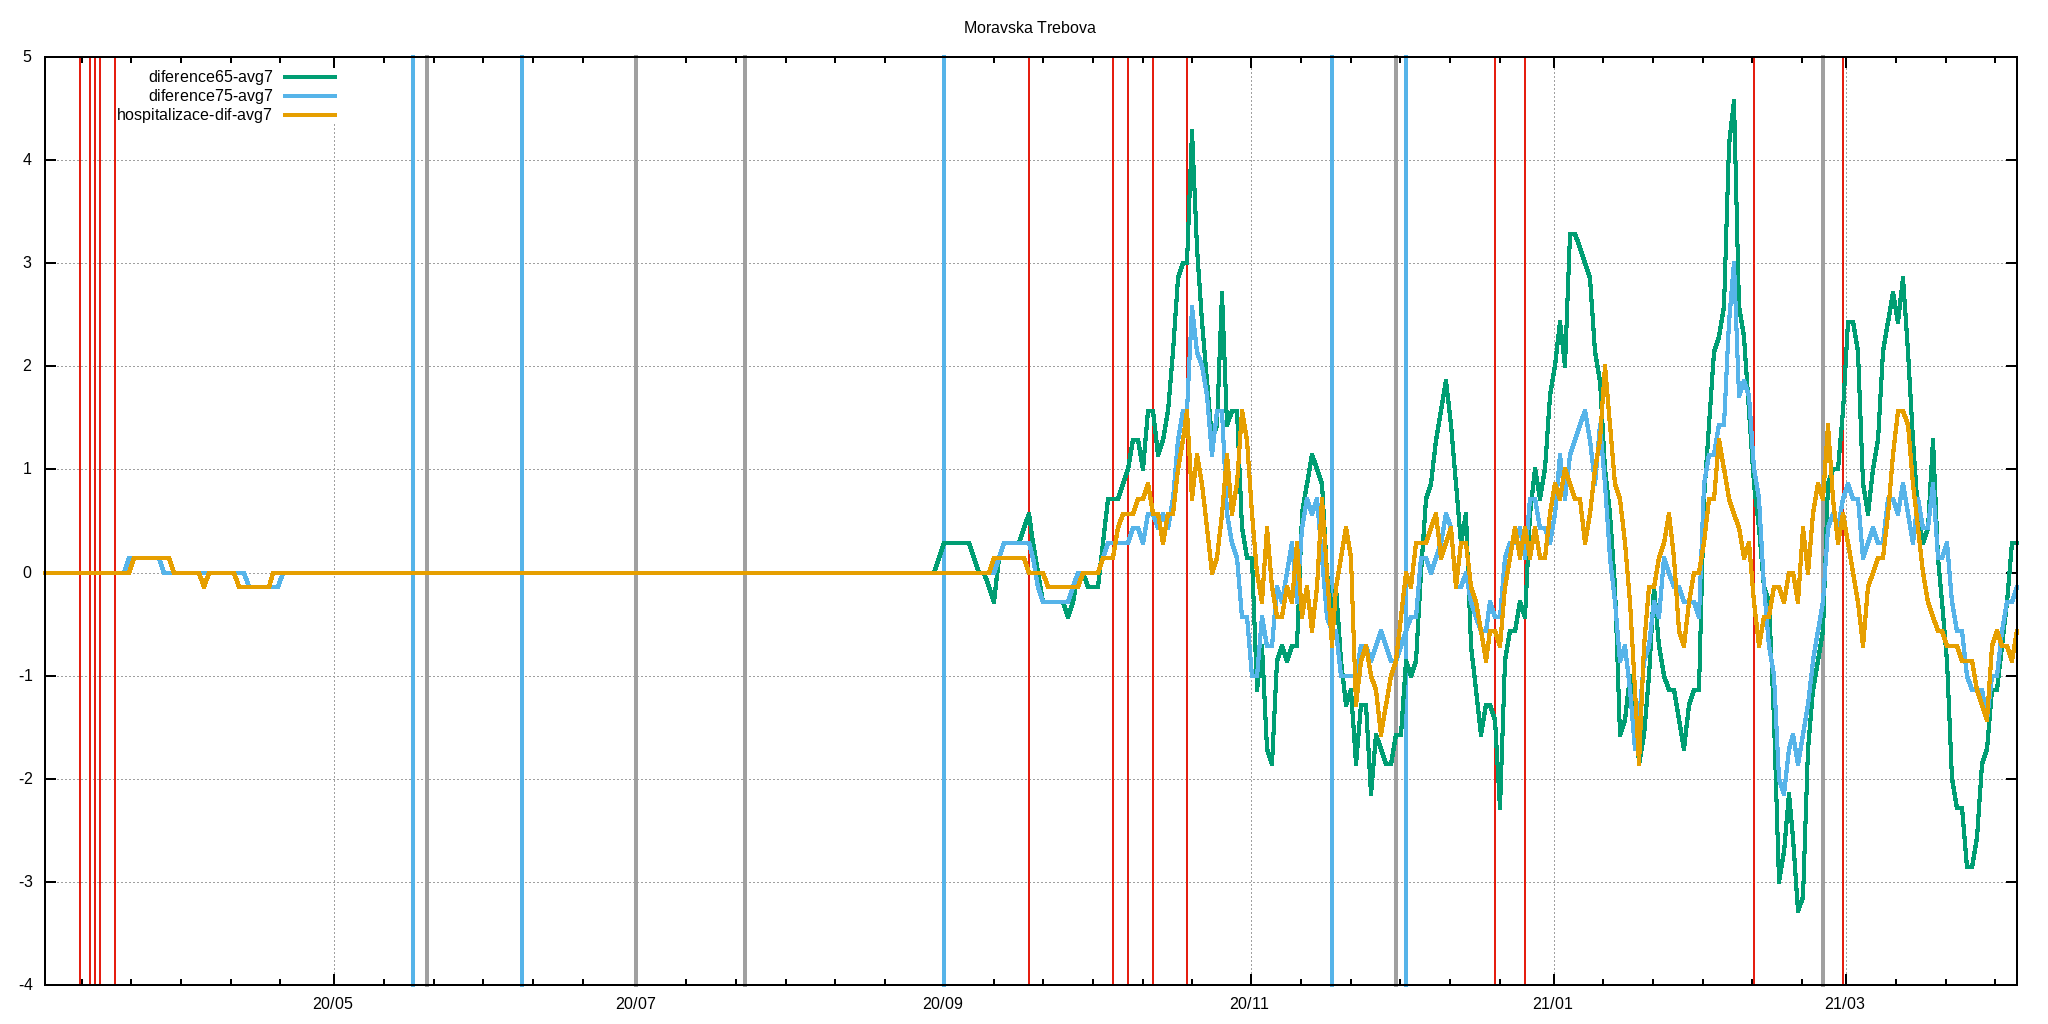 Moravska Trebova
diference65-avg7
diference75-avg7
hospitalizace-dif-avg7
5
4
3
2
1
0
-1
-2
-3
-4
20/05 20/07 20/09 20/11 21/01 21/03